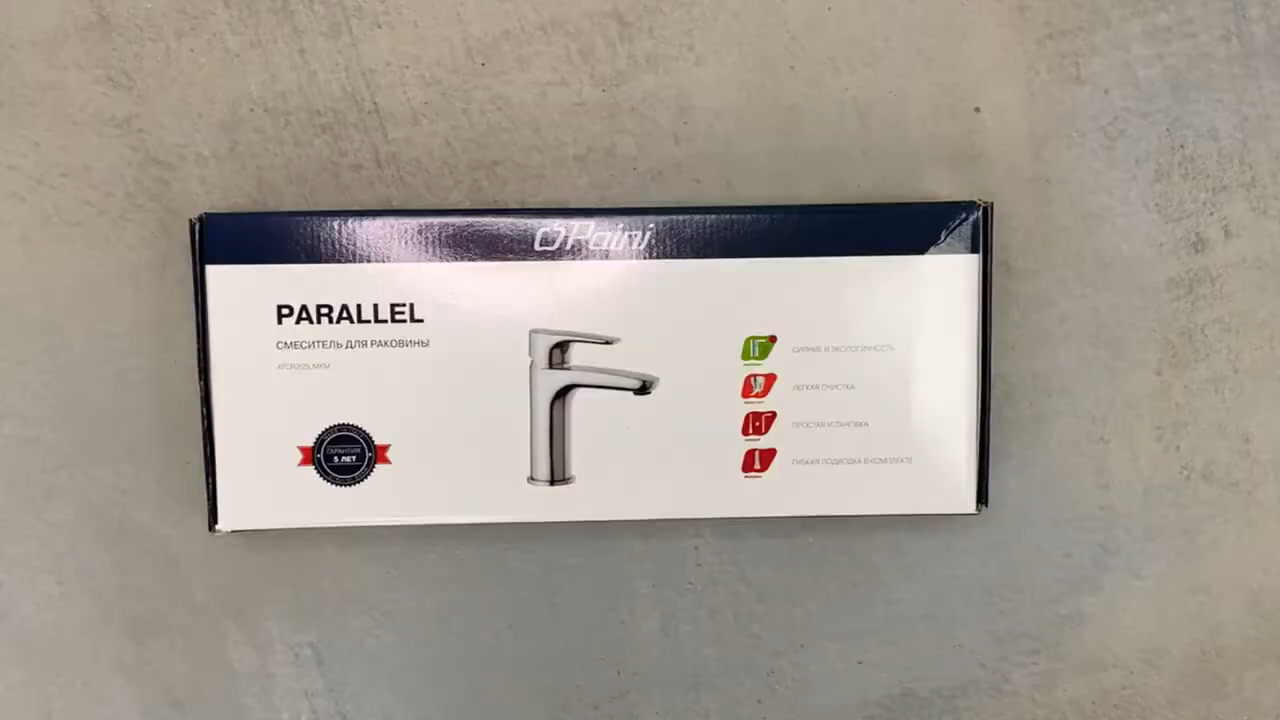 Paini
PARALLEL
СМЕСИТЕЛЬ ДЛЯ РАКОВИНЫ
ГАРАНТИЯ
5 ЛЕТ
СИЯНИЕ И ЭКОЛОГИЧНОСТЬ
ЛЕГКАЯ ОЧИСТКА
ПРОСТАЯ УСТАНОВКА
ГИБКАЯ ПОДВОДКА В КОМПЛЕКТЕ